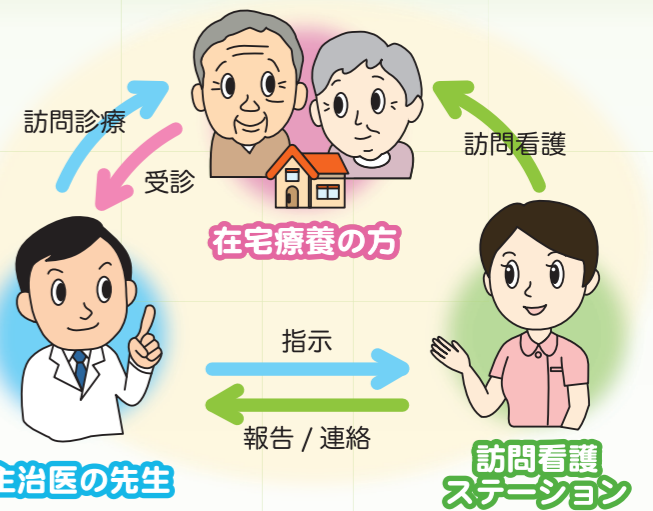 訪問診療
訪問看護
受診
在宅療養の方
指示
報告 / 連絡
主治医の先生
訪問看護
ステーション